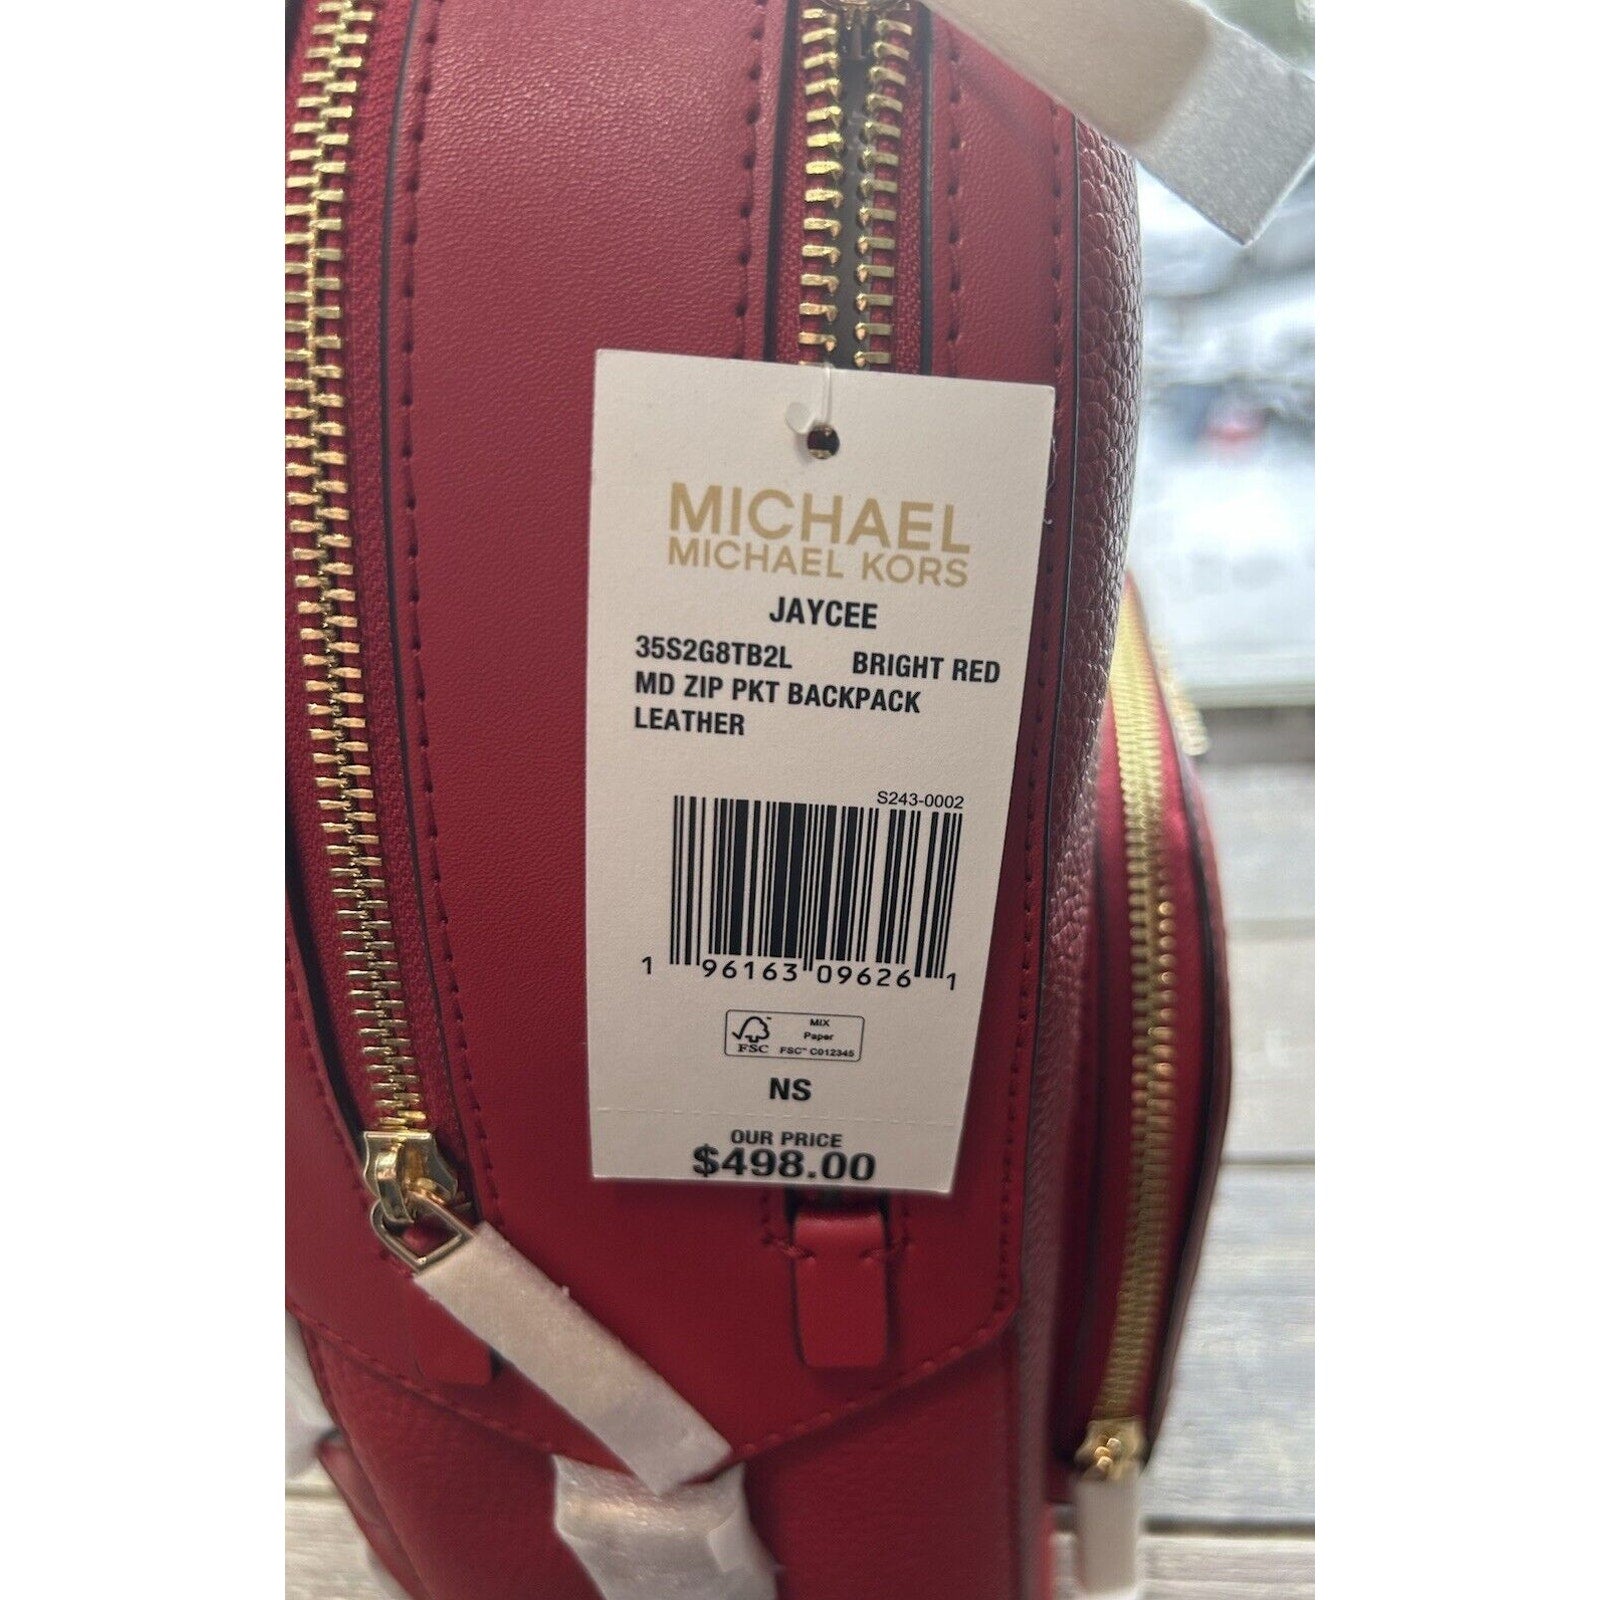 MICHAEL
MICHAEL KORS
JAYCEE
35S2G8TB2L BRIGHT RED
MD ZIP PKT BACKPACK
LEATHER
S243-0002
1 96163 09626 1
FSC
MIX
Paper
FSC™ C012345
NS
OUR PRICE
$498.00